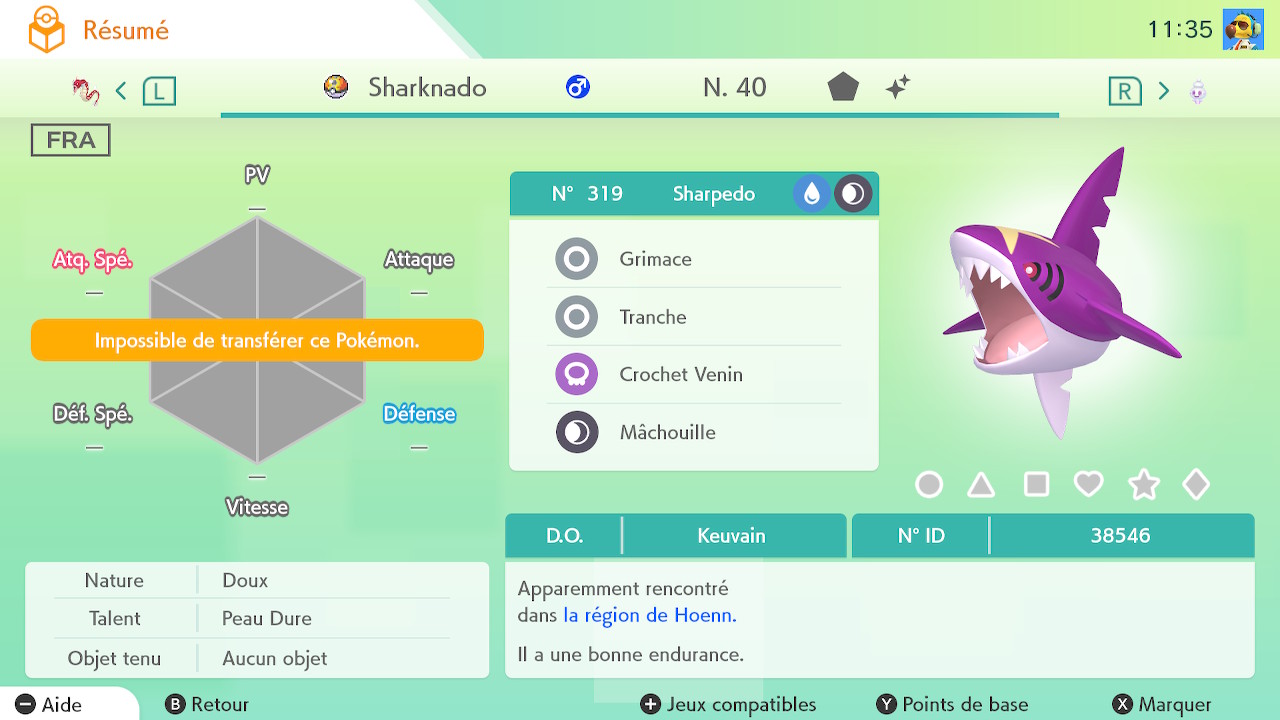 Résumé
11:35
L
Sharknado
N. 40
R
FRA
PV
Atq. Spé.
—
Attaque
—
Impossible de transférer ce Pokémon.
Déf. Spé.
—
Défense
—
—
Vitesse
N° 319 Sharpedo
Grimace
Tranche
Crochet Venin
Mâchouille
D.O. Keuvain N° ID 38546
Nature Doux
Talent Peau Dure
Objet tenu Aucun objet
Apparemment rencontré
dans la région de Hoenn.
Il a une bonne endurance.
Aide
B Retour
Jeux compatibles
Y Points de base
X Marquer